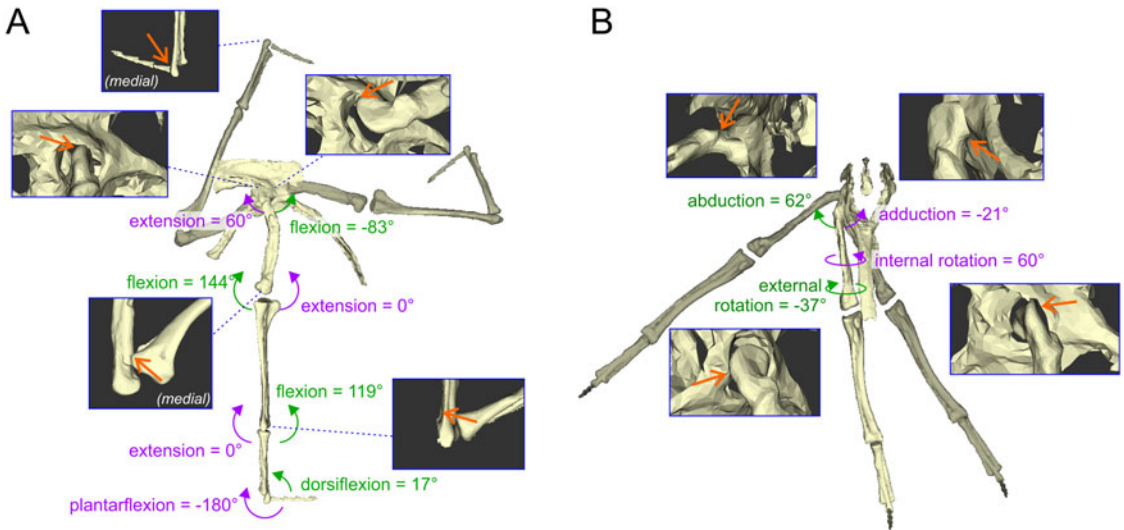 A
(medial)
extension = 60°
flexion = -83°
flexion = 144°
extension = 0°
(medial)
flexion = 119°
extension = 0°
dorsiflexion = 17°
plantarflexion = -180°
B
abduction = 62°
adduction = -21°
internal rotation = 60°
external
rotation = -37°